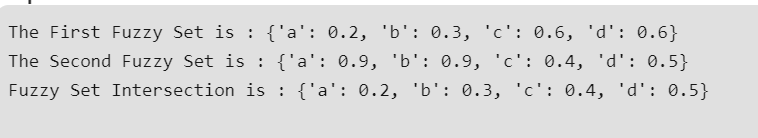 The First Fuzzy Set is : {'a': 0.2, 'b': 0.3, 'c': 0.6, 'd': 0.6}
The Second Fuzzy Set is : {'a': 0.9, 'b': 0.9, 'c': 0.4, 'd': 0.5}
Fuzzy Set Intersection is : {'a': 0.2, 'b': 0.3, 'c': 0.4, 'd': 0.5}